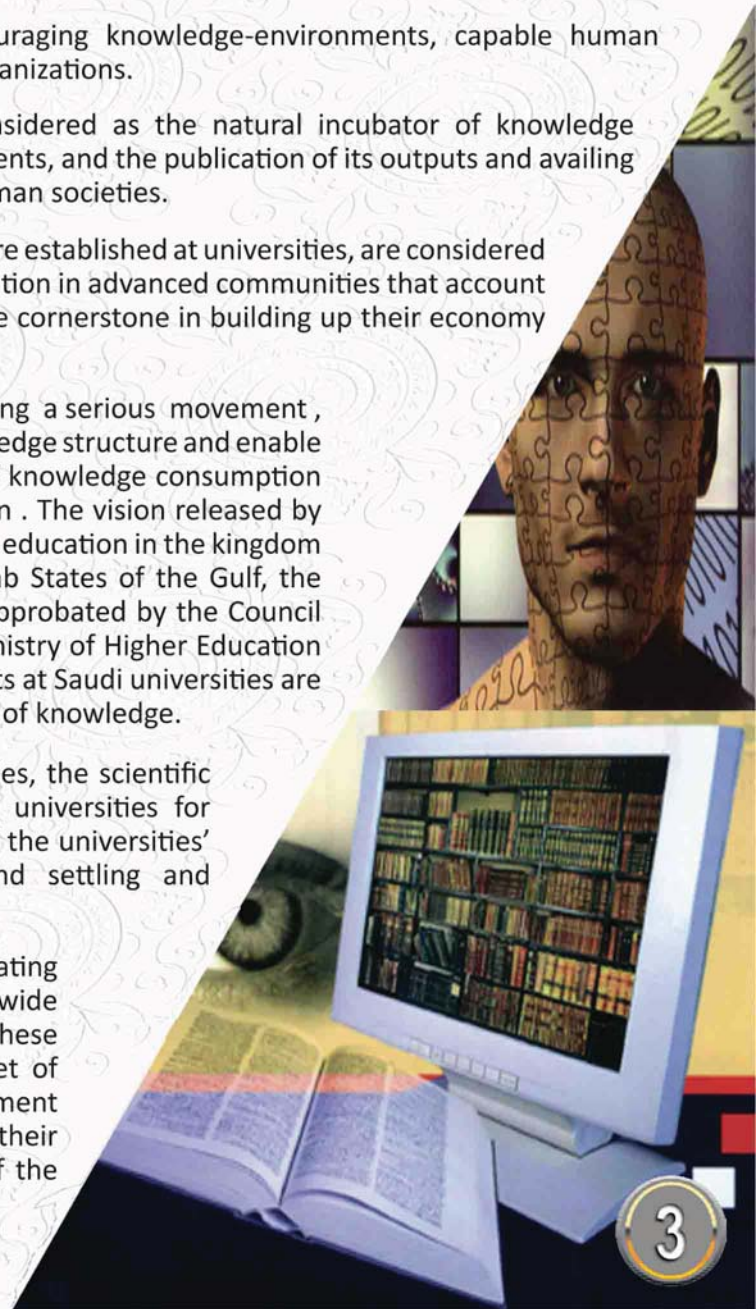 uraging knowledge-environments, capable human
anizations.
nsidered as the natural incubator of knowledge
ents, and the publication of its outputs and availing
man societies.
re established at universities, are considered
tion in advanced communities that account
e cornerstone in building up their economy
ng a serious movement ,
edge structure and enable
knowledge consumption
n . The vision released by
education in the kingdom
ab States of the Gulf, the
pprobated by the Council
nistry of Higher Education
ts at Saudi universities are
of knowledge.
es, the scientific
universities for
the universities’
nd settling and
ating
wide
hese
et of
ment
their
f the
3